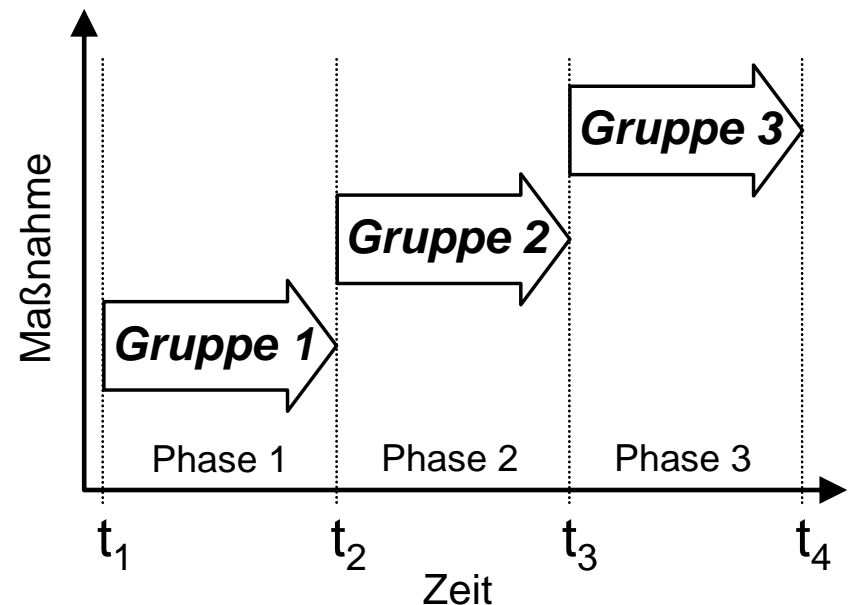 Maßnahme
Gruppe 3
Gruppe 2
Gruppe 1
Phase 1 Phase 2 Phase 3
t₁ t₂ t₃ t₄
Zeit